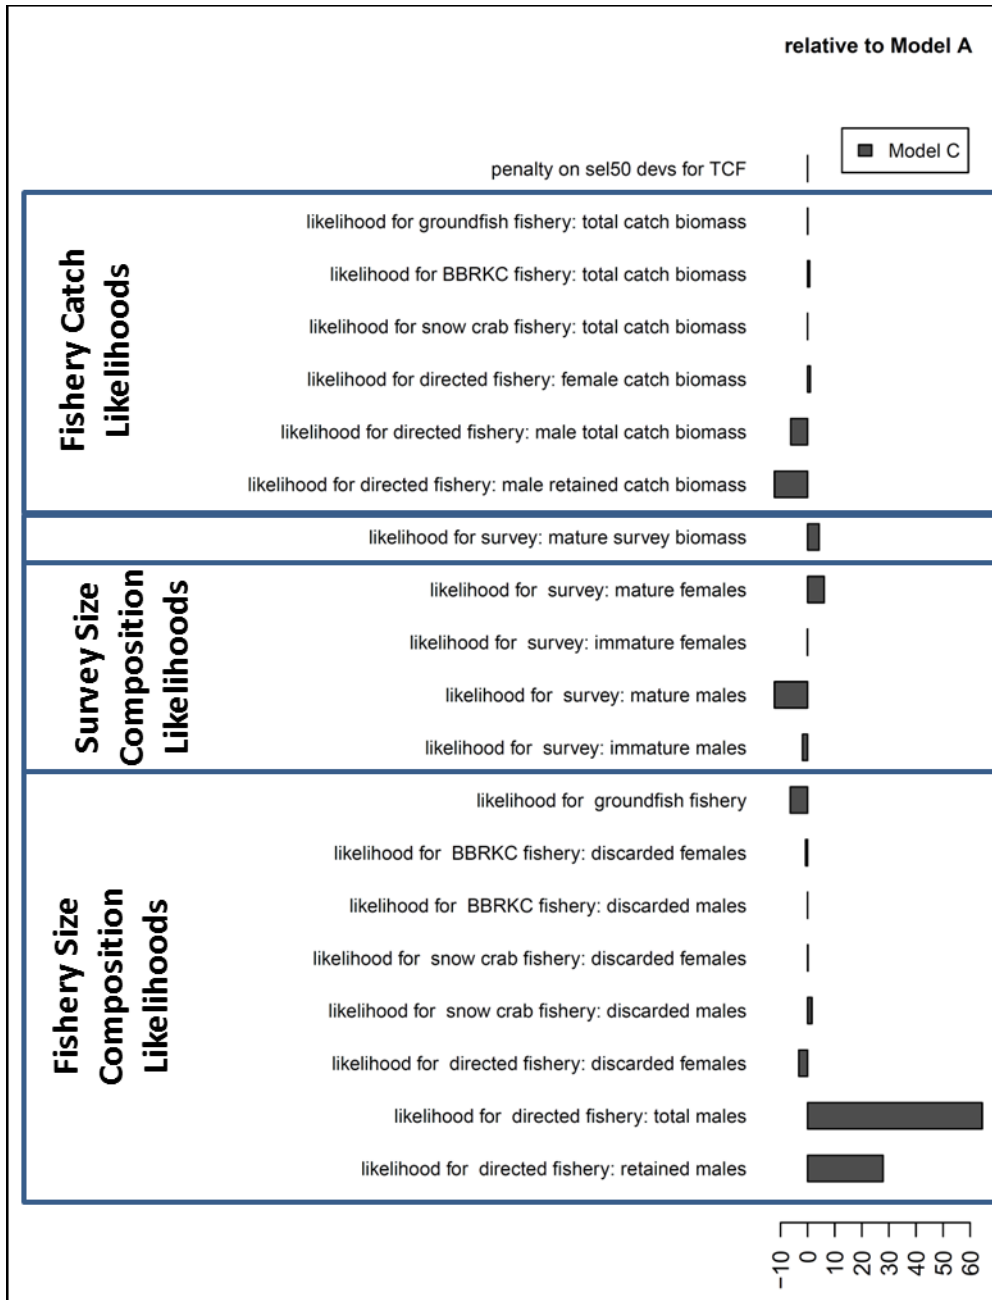 relative to Model A
Model C
penalty on sel50 devs for TCF
Fishery Catch
Likelihoods
likelihood for groundfish fishery: total catch biomass
likelihood for BBRKC fishery: total catch biomass
likelihood for snow crab fishery: total catch biomass
likelihood for directed fishery: female catch biomass
likelihood for directed fishery: male total catch biomass
likelihood for directed fishery: male retained catch biomass
likelihood for survey: mature survey biomass
Survey Size
Composition
Likelihoods
likelihood for survey: mature females
likelihood for survey: immature females
likelihood for survey: mature males
likelihood for survey: immature males
Fishery Size
Composition
Likelihoods
likelihood for groundfish fishery
likelihood for BBRKC fishery: discarded females
likelihood for BBRKC fishery: discarded males
likelihood for snow crab fishery: discarded females
likelihood for snow crab fishery: discarded males
likelihood for directed fishery: discarded females
likelihood for directed fishery: total males
likelihood for directed fishery: retained males
-10 0 10 20 30 40 50 60